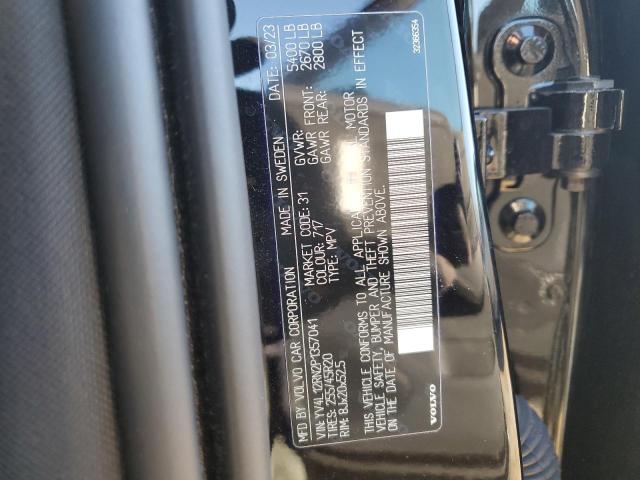 MFD BY VOLVO CAR CORPORATION MADE IN SWEDEN DATE: 03/23
VIN: YV4L12RN2P1357041 MARKET CODE: 31 GVWR: 5400 LB
TIRES: 255/45R20 COLOUR: 717 GAWR FRONT: 2670 LB
RIM: 8Jx20x52.5 TYPE: MPV GAWR REAR: 2800 LB
THIS VEHICLE CONFORMS TO ALL APPLICABLE MOTOR
VEHICLE SAFETY, BUMPER AND THEFT PREVENTION STANDARDS IN EFFECT
ON THE DATE OF MANUFACTURE SHOWN ABOVE.
VOLVO 32366354